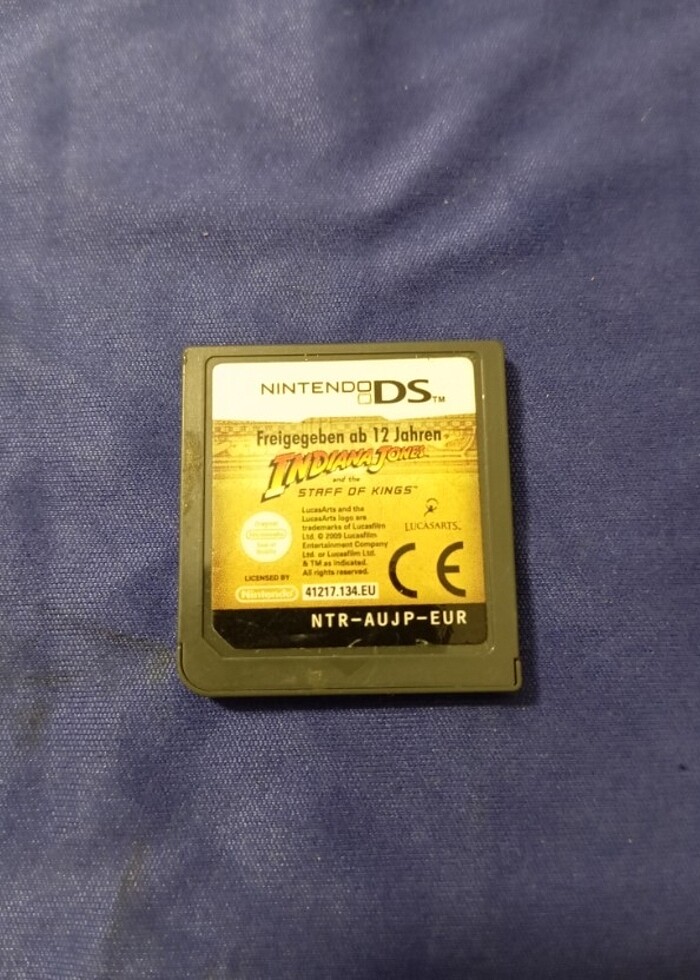 NINTENDO DS™
Freigegeben ab 12 Jahren
INDIANA JONES
and the
STAFF OF KINGS™
LucasArts and the
LucasArts logo are
trademarks of Lucasfilm
Ltd. © 2009 Lucasfilm
Entertainment Company
Ltd. or Lucasfilm Ltd.
& TM as indicated.
All rights reserved.
LUCASARTS.
CE
LICENSED BY
Nintendo
41217.134.EU
NTR-AUJP-EUR